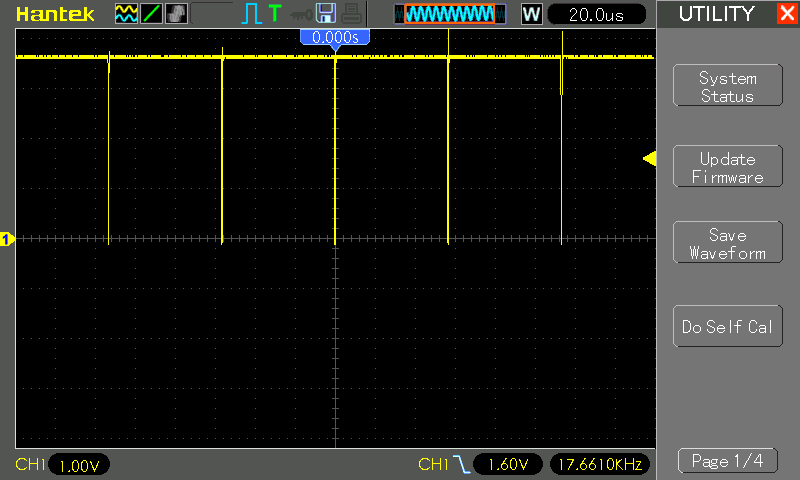 Hantek T W 20.0us UTILITY
0.000s
System
Status
Update
Firmware
1
Save
Waveform
Do Self Cal
CH1 1.00V CH1 1.60V 17.6610KHz
Page 1/4